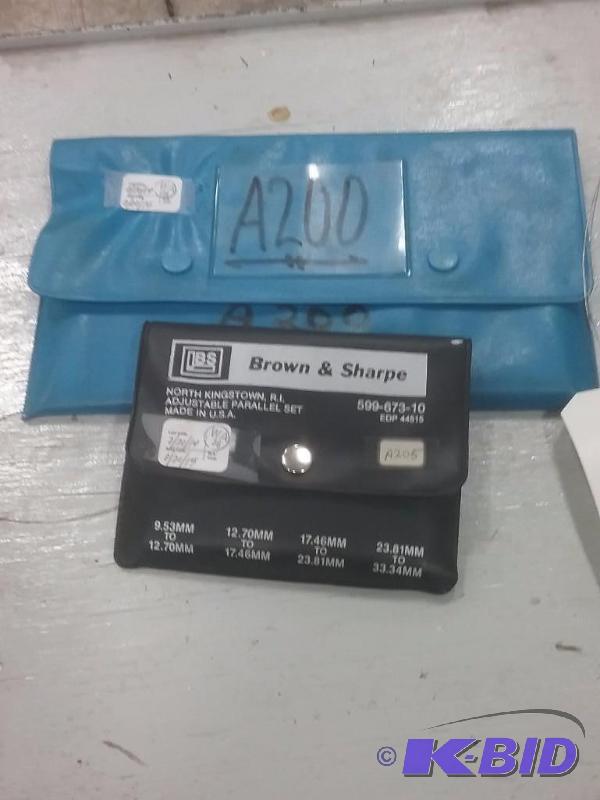 A200
A 200
BS
Brown & Sharpe
NORTH KINGSTOWN, R.I.
ADJUSTABLE PARALLEL SET
MADE IN U.S.A.
599-673-10
EDP 44515
A205
9.53MM TO 12.70MM
12.70MM TO 17.46MM
17.46MM TO 23.81MM
23.81MM TO 33.34MM
© K-BID